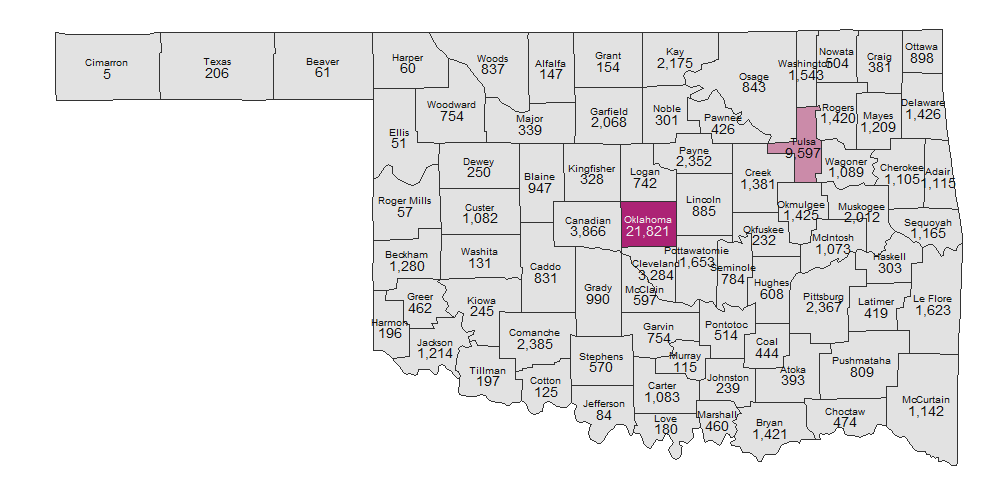 Cimarron
5
Texas
206
Beaver
61
Harper
60
Woods
837
Alfalfa
147
Grant
154
Kay
2,175
Osage
843
Washington
1,543
Nowata
504
Craig
381
Ottawa
898
Woodward
754
Major
339
Garfield
2,068
Noble
301
Pawnee
426
Rogers
1,420
Mayes
1,209
Delaware
1,426
Ellis
51
Dewey
250
Blaine
947
Kingfisher
328
Logan
742
Payne
2,352
Creek
1,381
Tulsa
9,597
Wagoner
1,089
Cherokee
1,105
Adair
1,115
Roger Mills
57
Custer
1,082
Canadian
3,866
Oklahoma
21,821
Lincoln
885
Okfuskee
232
Okmulgee
1,425
Muskogee
2,012
Sequoyah
1,165
Beckham
1,280
Washita
131
Caddo
831
Grady
990
Cleveland
3,284
McClain
597
Pottawatomie
1,653
Seminole
784
Hughes
608
McIntosh
1,073
Haskell
303
Greer
462
Kiowa
245
Harmon
196
Jackson
1,214
Comanche
2,385
Tillman
197
Cotton
125
Stephens
570
Garvin
754
Murray
115
Pontotoc
514
Coal
444
Pittsburg
2,367
Latimer
419
Le Flore
1,623
Jefferson
84
Carter
1,083
Johnston
239
Atoka
393
Pushmataha
809
McCurtain
1,142
Love
180
Marshall
460
Bryan
1,421
Choctaw
474